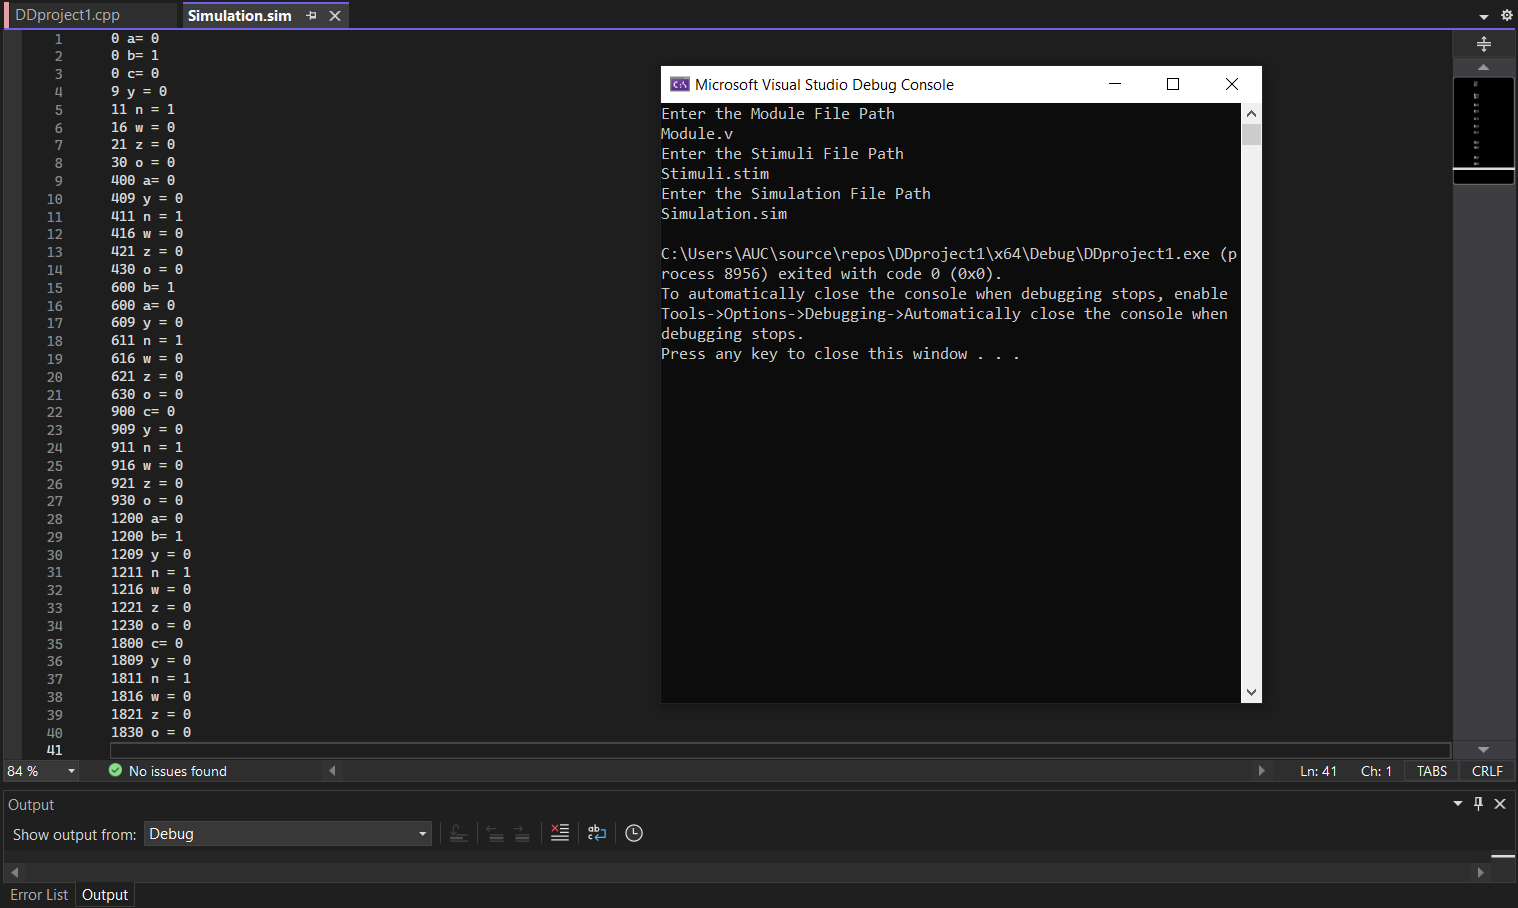 DDproject1.cpp
Simulation.sim
1 0 a= 0
2 0 b= 1
3 0 c= 0
4 9 y = 0
5 11 n = 1
6 16 w = 0
7 21 z = 0
8 30 o = 0
9 400 a= 0
10 409 y = 0
11 411 n = 1
12 416 w = 0
13 421 z = 0
14 430 o = 0
15 600 b= 1
16 600 a= 0
17 609 y = 0
18 611 n = 1
19 616 w = 0
20 621 z = 0
21 630 o = 0
22 900 c= 0
23 909 y = 0
24 911 n = 1
25 916 w = 0
26 921 z = 0
27 930 o = 0
28 1200 a= 0
29 1200 b= 1
30 1209 y = 0
31 1211 n = 1
32 1216 w = 0
33 1221 z = 0
34 1230 o = 0
35 1800 c= 0
36 1809 y = 0
37 1811 n = 1
38 1816 w = 0
39 1821 z = 0
40 1830 o = 0
41
Microsoft Visual Studio Debug Console
Enter the Module File Path
Module.v
Enter the Stimuli File Path
Stimuli.stim
Enter the Simulation File Path
Simulation.sim
C:\Users\AUC\source\repos\DDproject1\x64\Debug\DDproject1.exe (p
rocess 8956) exited with code 0 (0x0).
To automatically close the console when debugging stops, enable
Tools->Options->Debugging->Automatically close the console when
debugging stops.
Press any key to close this window . . .
84 % No issues found Ln: 41 Ch: 1 TABS CRLF
Output
Show output from: Debug
Error List Output